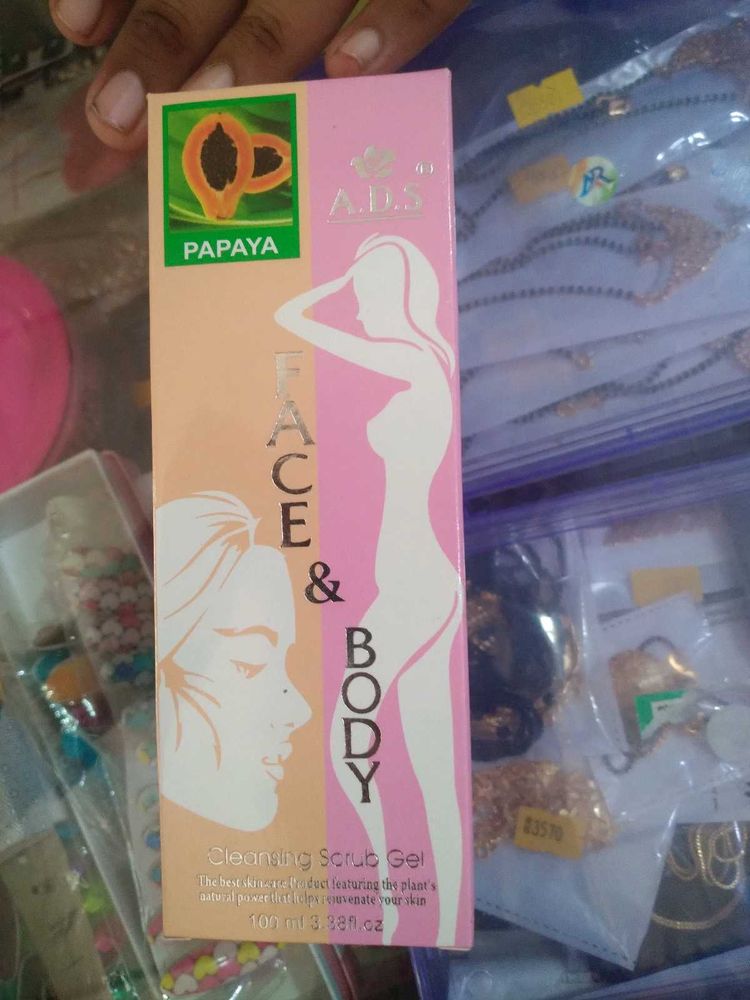 PAPAYA
A.D.S
®
FACE
&
BODY
Cleansing Scrub Gel
The best skin care Product featuring the plant's
natural power that helps rejuvenate your skin
100 ml 3.38fl.oz
3570